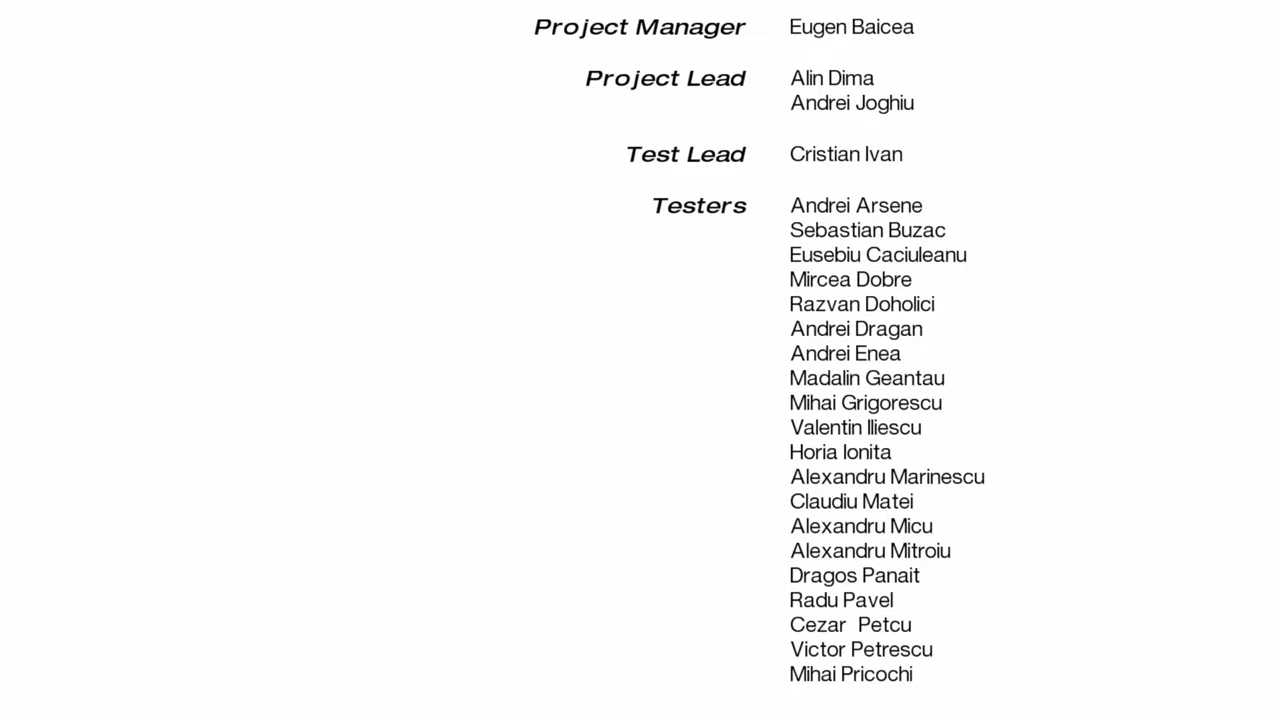 Project Manager Eugen Baicea
Project Lead Alin Dima
Andrei Joghiu
Test Lead Cristian Ivan
Testers Andrei Arsene
Sebastian Buzac
Eusebiu Caciuleanu
Mircea Dobre
Razvan Doholici
Andrei Dragan
Andrei Enea
Madalin Geantau
Mihai Grigorescu
Valentin Iliescu
Horia Ionita
Alexandru Marinescu
Claudiu Matei
Alexandru Micu
Alexandru Mitroiu
Dragos Panait
Radu Pavel
Cezar  Petcu
Victor Petrescu
Mihai Pricochi